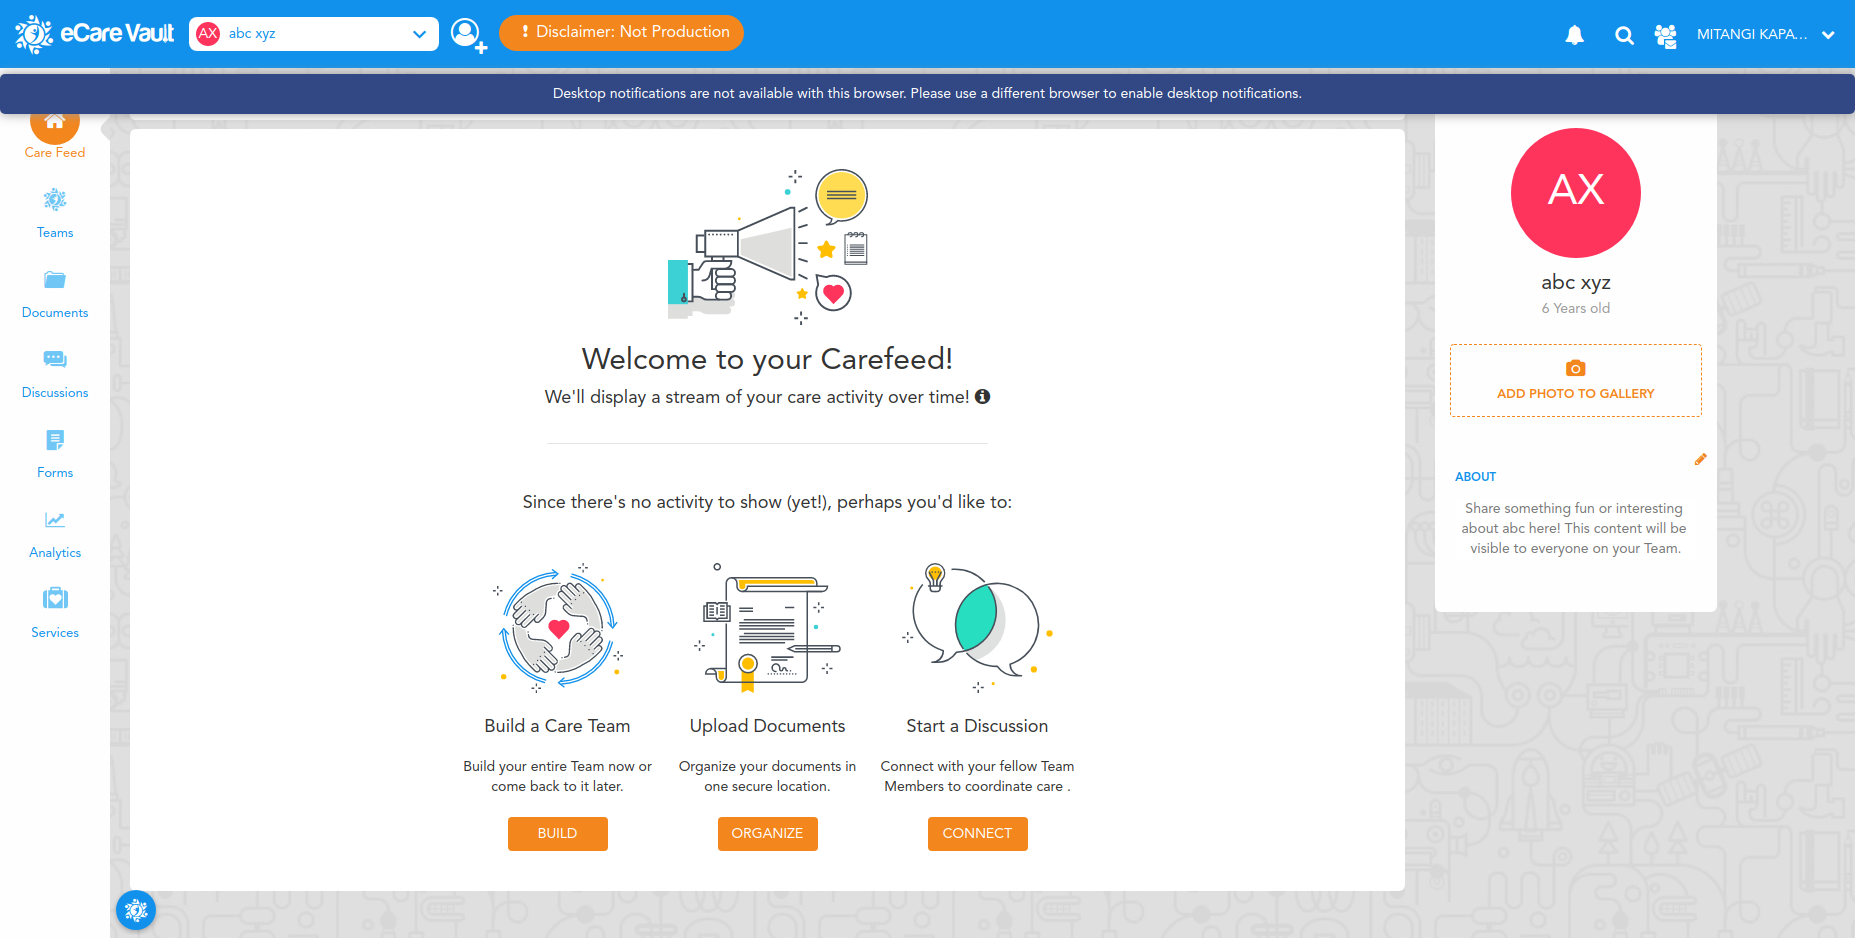 eCare Vault
AX abc xyz
! Disclaimer: Not Production
MITANGI KAPA...
Desktop notifications are not available with this browser. Please use a different browser to enable desktop notifications.
Care Feed
Teams
Documents
Discussions
Forms
Analytics
Services
Welcome to your Carefeed!
We'll display a stream of your care activity over time!
Since there's no activity to show (yet!), perhaps you'd like to:
Build a Care Team
Build your entire Team now or
come back to it later.
BUILD
Upload Documents
Organize your documents in
one secure location.
ORGANIZE
Start a Discussion
Connect with your fellow Team
Members to coordinate care .
CONNECT
AX
abc xyz
6 Years old
ADD PHOTO TO GALLERY
ABOUT
Share something fun or interesting
about abc here! This content will be
visible to everyone on your Team.